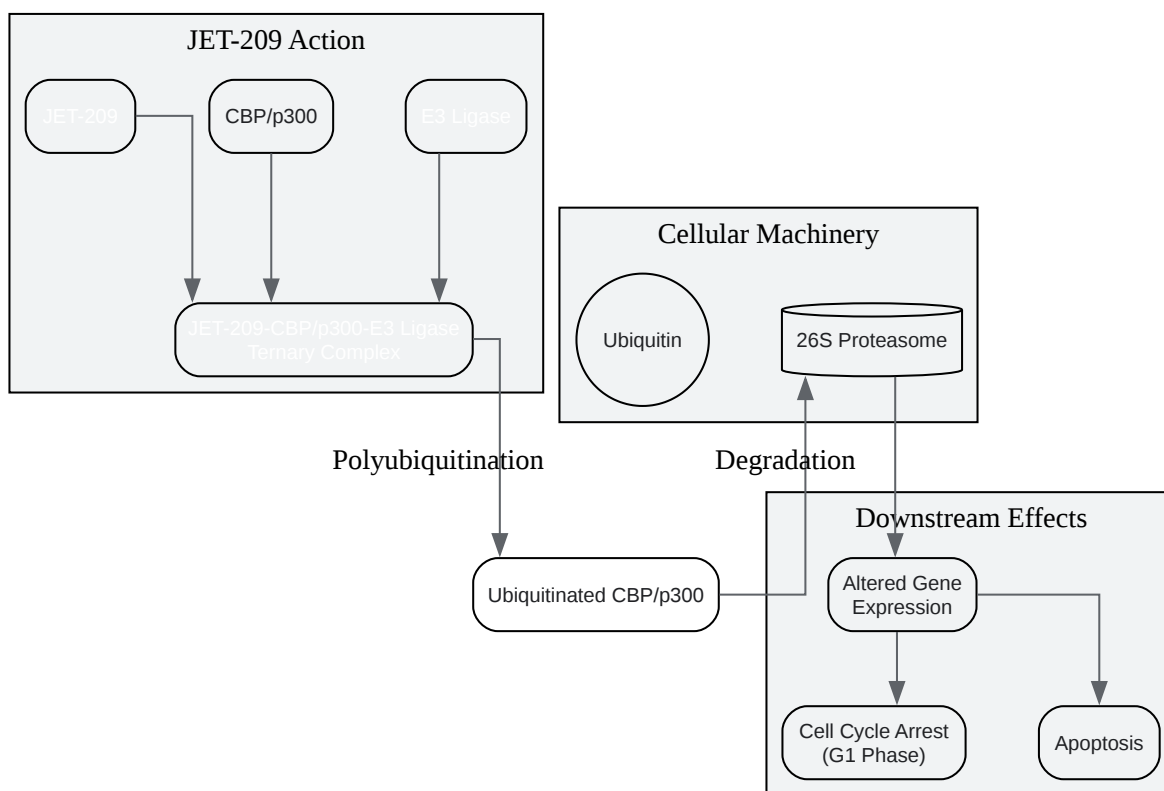 JET-209 Action
JET-209
CBP/p300
E3 Ligase
JET-209-CBP/p300-E3 Ligase
Ternary Complex
Cellular Machinery
Ubiquitin
26S Proteasome
Polyubiquitination
Degradation
Ubiquitinated CBP/p300
Downstream Effects
Altered Gene
Expression
Cell Cycle Arrest
(G1 Phase)
Apoptosis